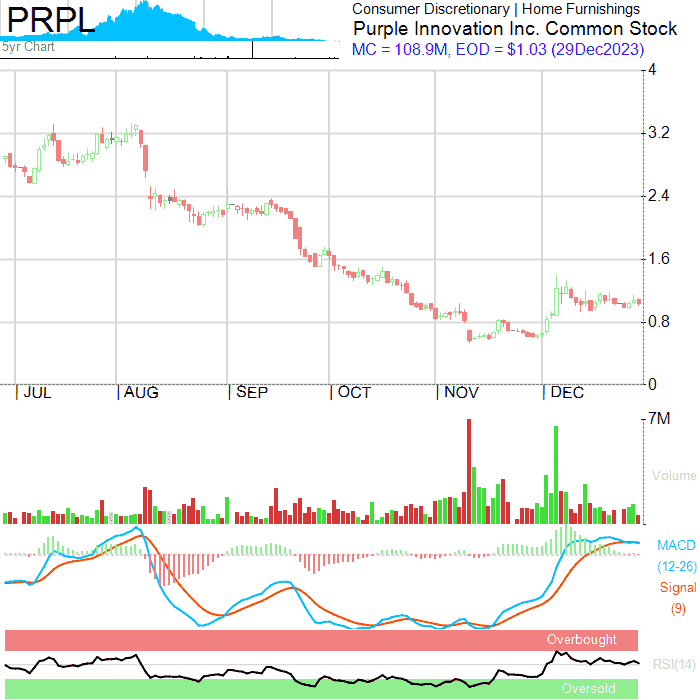 PRPL
5yr Chart
Consumer Discretionary | Home Furnishings
Purple Innovation Inc. Common Stock
MC = 108.9M, EOD = $1.03 (29Dec2023)
4
3.2
2.4
1.6
0.8
0
| JUL | AUG | SEP | OCT | NOV | DEC
7M
Volume
MACD
(12-26)
Signal
(9)
Overbought
RSI(14)
Oversold